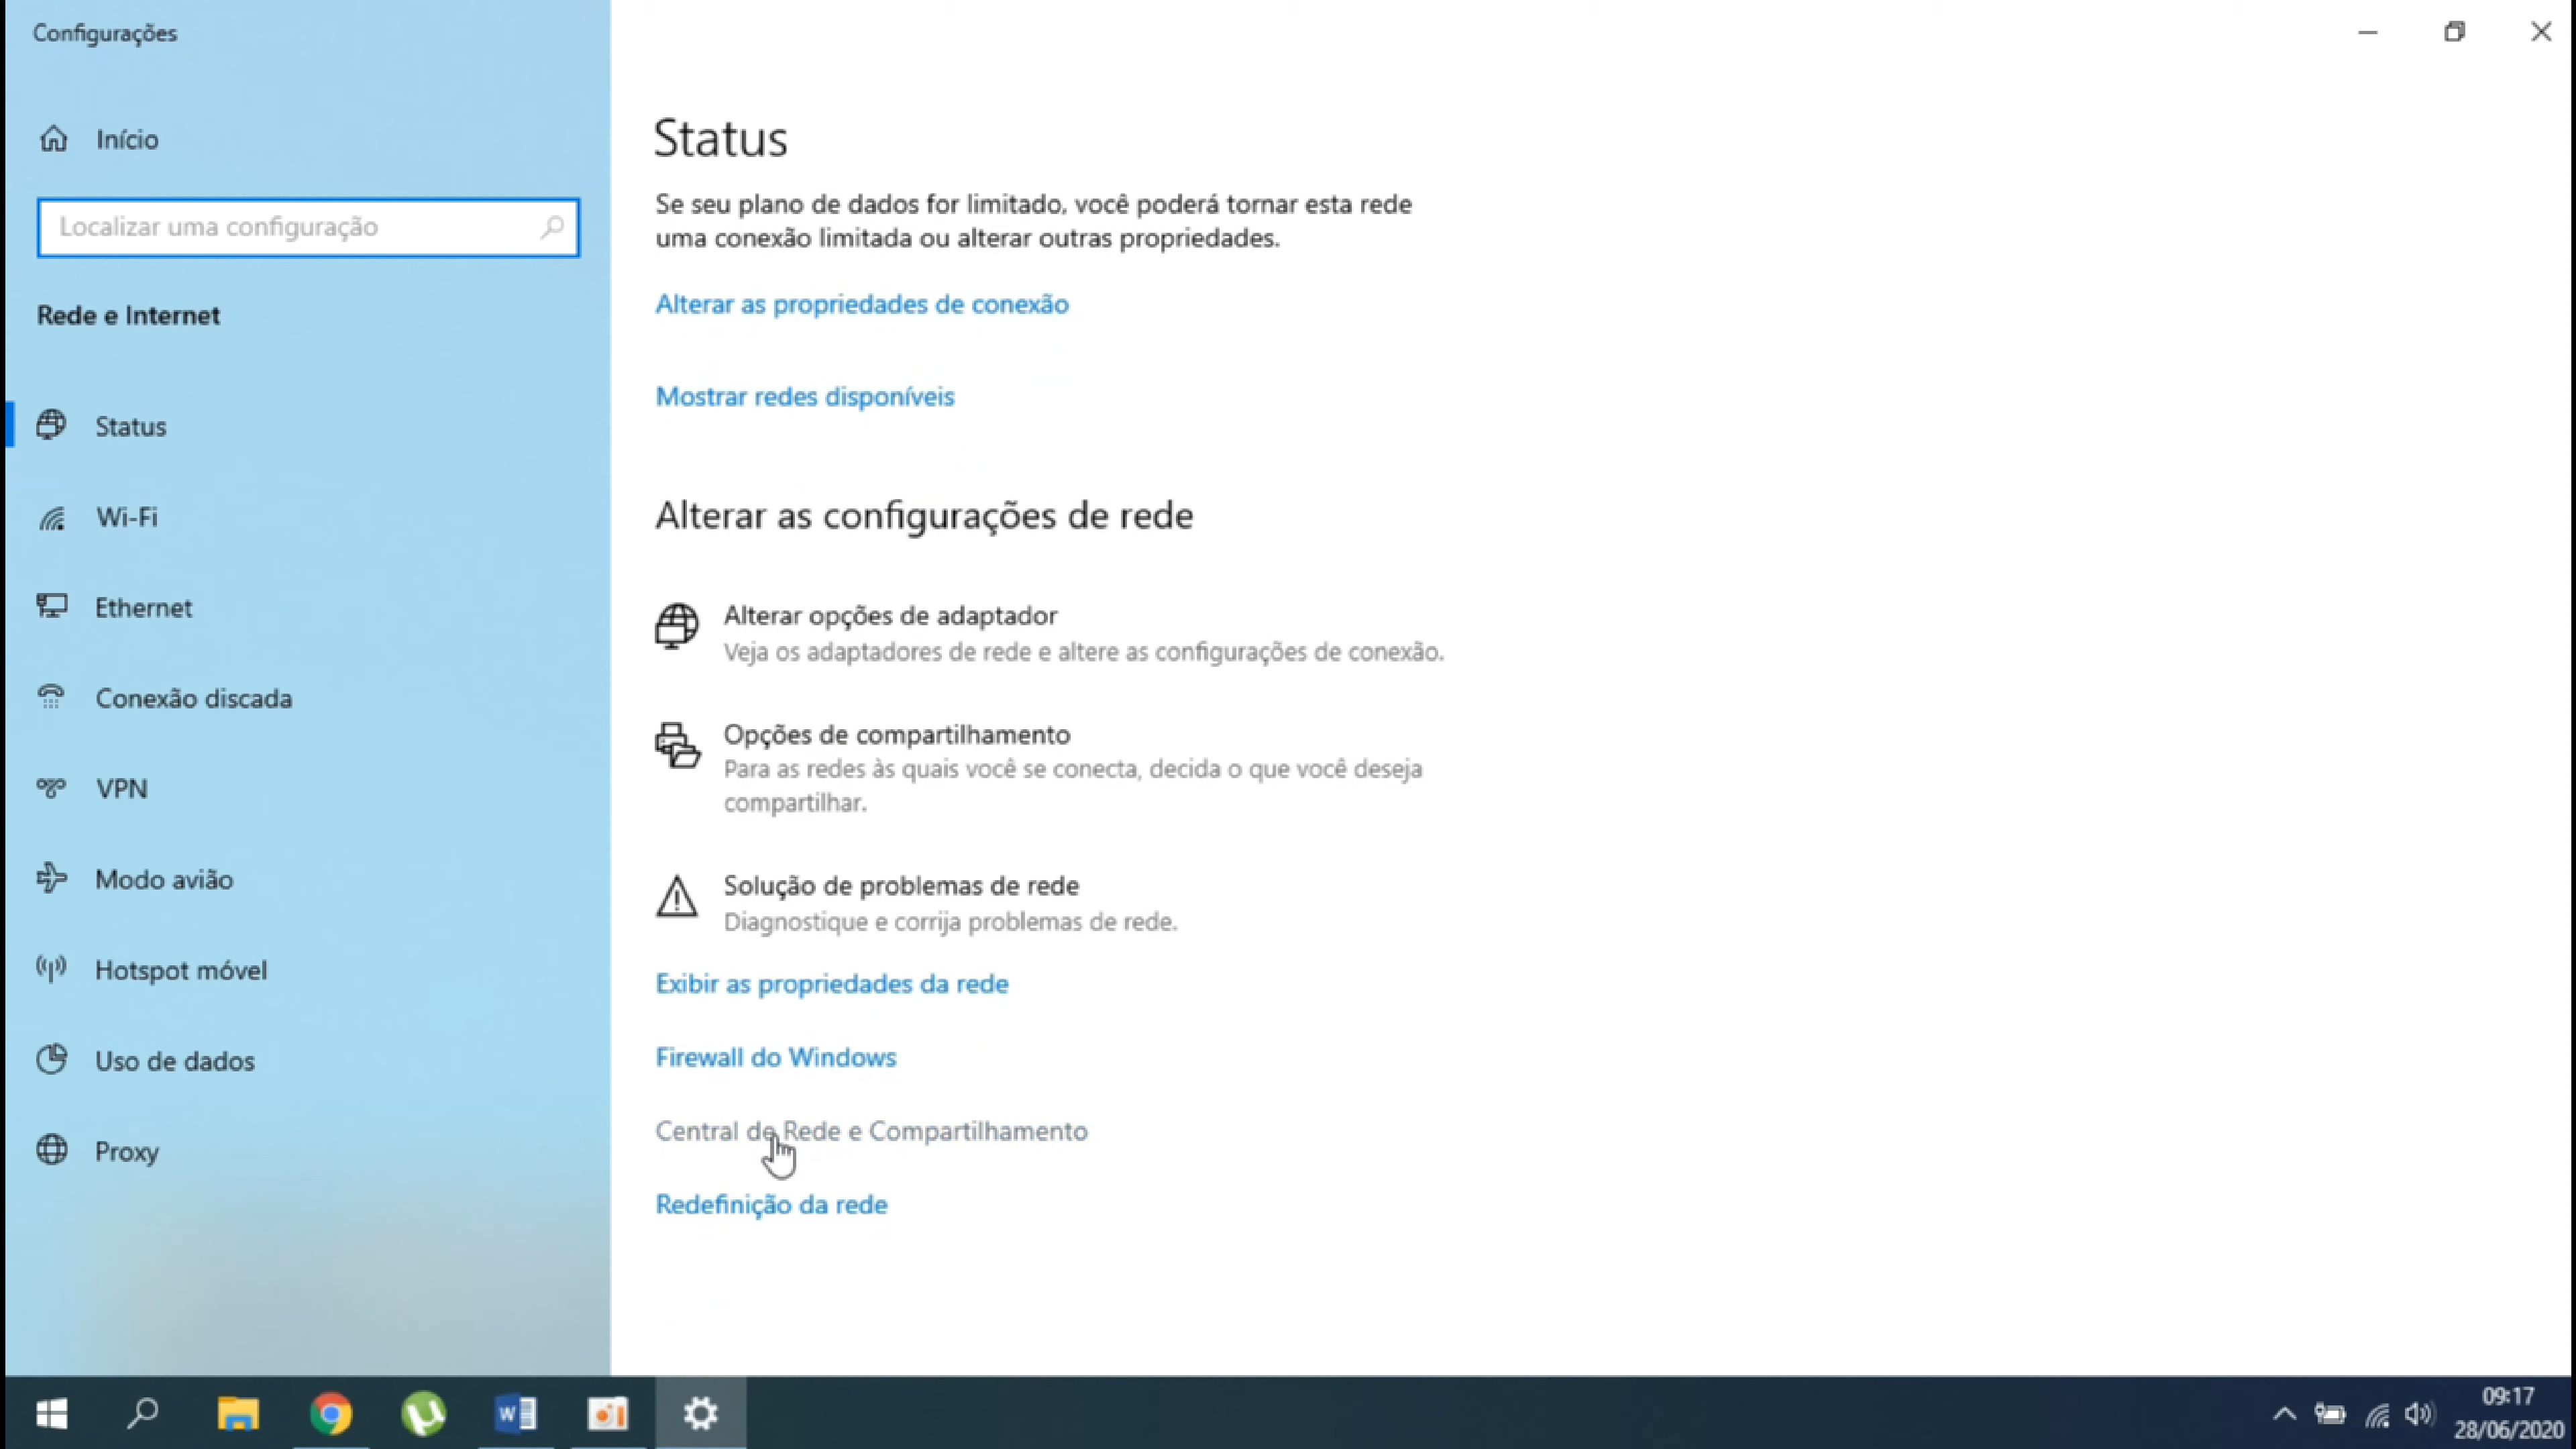 Configurações
Início
Localizar uma configuração
Rede e Internet
Status
Wi-Fi
Ethernet
Conexão discada
VPN
Modo avião
Hotspot móvel
Uso de dados
Proxy
Status
Se seu plano de dados for limitado, você poderá tornar esta rede
uma conexão limitada ou alterar outras propriedades.
Alterar as propriedades de conexão
Mostrar redes disponíveis
Alterar as configurações de rede
Alterar opções de adaptador
Veja os adaptadores de rede e altere as configurações de conexão.
Opções de compartilhamento
Para as redes às quais você se conecta, decida o que você deseja
compartilhar.
Solução de problemas de rede
Diagnostique e corrija problemas de rede.
Exibir as propriedades da rede
Firewall do Windows
Central de Rede e Compartilhamento
Redefinição da rede
09:17
28/06/2020